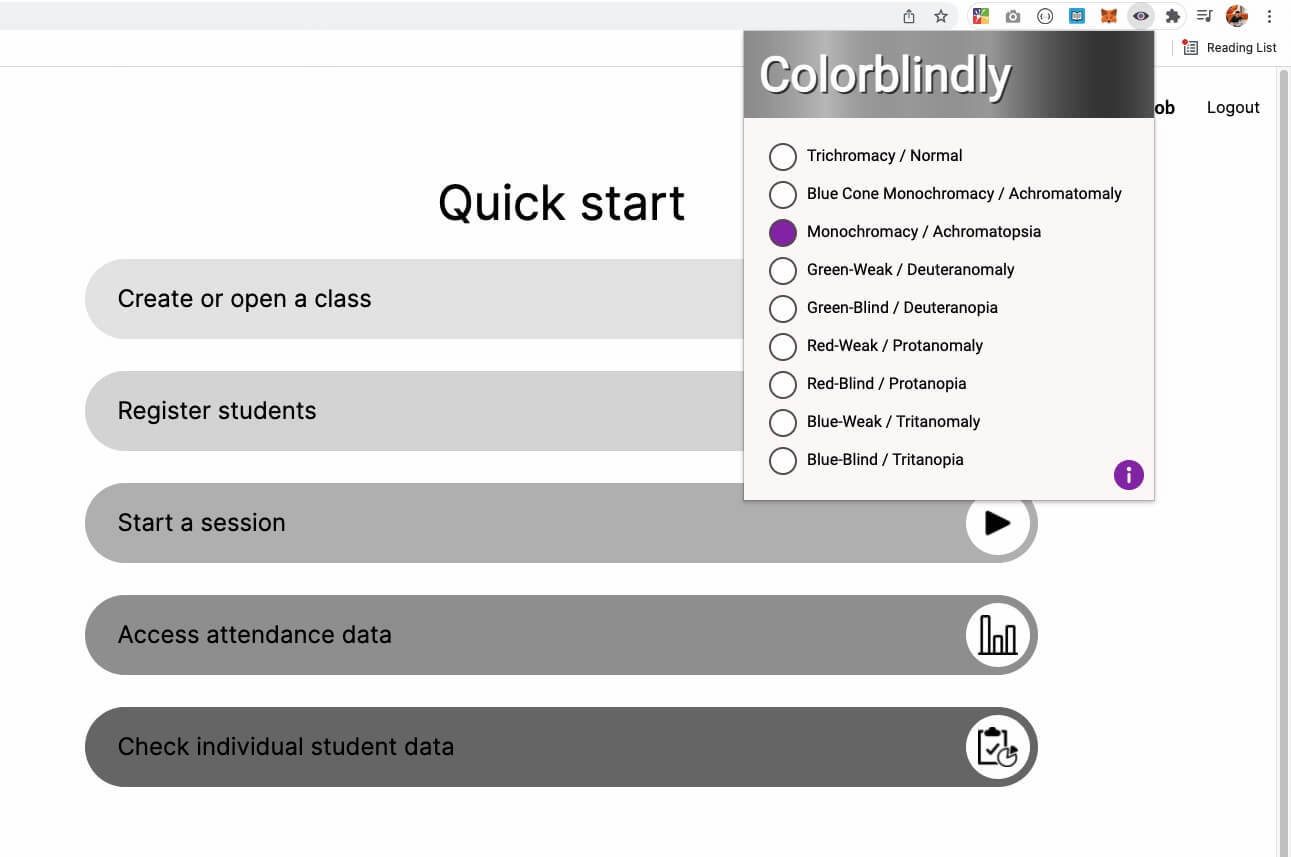 Reading List
Colorblindly
ob Logout
Trichromacy / Normal
Blue Cone Monochromacy / Achromatomaly
Monochromacy / Achromatopsia
Green-Weak / Deuteranomaly
Green-Blind / Deuteranopia
Red-Weak / Protanomaly
Red-Blind / Protanopia
Blue-Weak / Tritanomaly
Blue-Blind / Tritanopia
i
Quick start
Create or open a class
Register students
Start a session
Access attendance data
Check individual student data